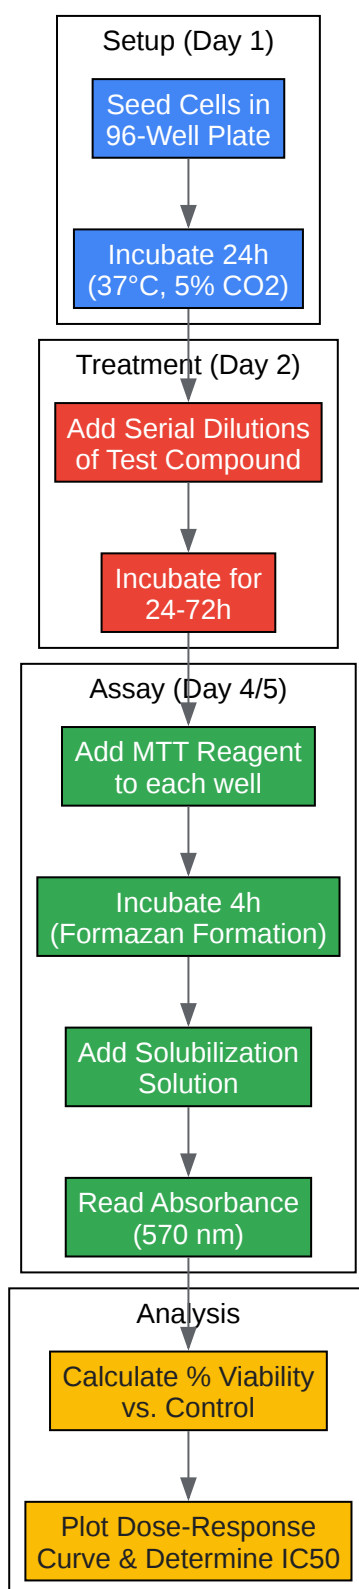 Setup (Day 1)
Seed Cells in
96-Well Plate
Incubate 24h
(37°C, 5% CO2)
Treatment (Day 2)
Add Serial Dilutions
of Test Compound
Incubate for
24-72h
Assay (Day 4/5)
Add MTT Reagent
to each well
Incubate 4h
(Formazan Formation)
Add Solubilization
Solution
Read Absorbance
(570 nm)
Analysis
Calculate % Viability
vs. Control
Plot Dose-Response
Curve & Determine IC50